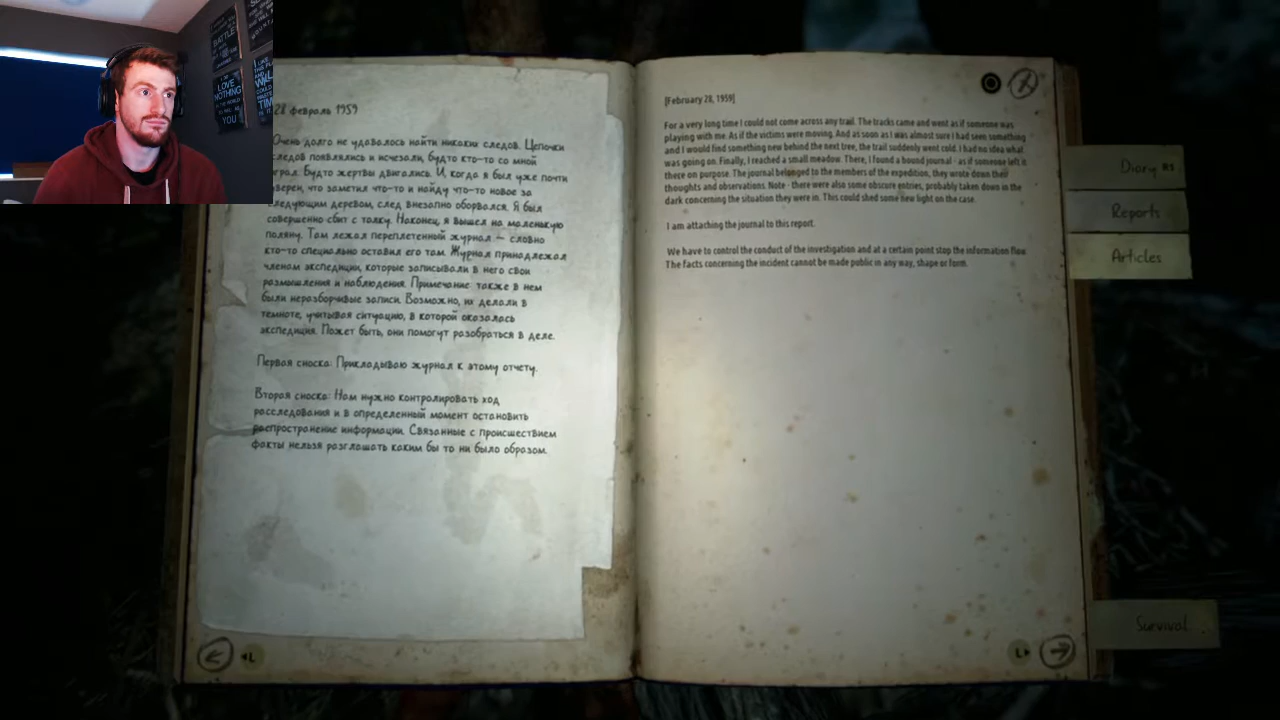 BATTLE
LOVE
NOTHING
IN THE WORLD
YOU
28 февраль 1959
Очень долго не удавалось найти никаких следов. Цепочки
следов появлялись и исчезали, будто кто-то со мной
играл. Будто жертвы двигались. И, когда я был уже почти
уверен, что заметил что-то и найду что-то новое за
следующим деревом, след внезапно оборвался. Я был
совершенно сбит с толку. Наконец, я вышел на маленькую
поляну. Там лежал переплетенный журнал — словно
кто-то специально оставил его там. Журнал принадлежал
членам экспедиции, которые записывали в него свои
размышления и наблюдения. Примечание: также в нем
были неразборчивые записи. Возможно, их делали в
темноте, учитывая ситуацию, в которой оказалась
экспедиция. Может быть, они помогут разобраться в деле.
Первая сноска: Прикладываю журнал к этому отчету.
Вторая сноска: Нам нужно контролировать ход
расследования и в определенный момент остановить
распространение информации. Связанные с происшествием
факты нельзя разглашать каким бы то ни было образом.
L
[February 28, 1959]
For a very long time I could not come across any trail. The tracks came and went as if someone was
playing with me. As if the victims were moving. And as soon as I was almost sure I had seen something
and I would find something new behind the next tree, the trail suddenly went cold. I had no idea what
was going on. Finally, I reached a small meadow. There, I found a bound journal - as if someone left it
there on purpose. The journal belonged to the members of the expedition, they wrote down their
thoughts and observations. Note - there were also some obscure entries, probably taken down in the
dark concerning the situation they were in. This could shed some new light on the case.
I am attaching the journal to this report.
We have to control the conduct of the investigation and at a certain point stop the information flow.
The facts concerning the incident cannot be made public in any way, shape or form.
L
Diary R1
Reports
Articles
Survival